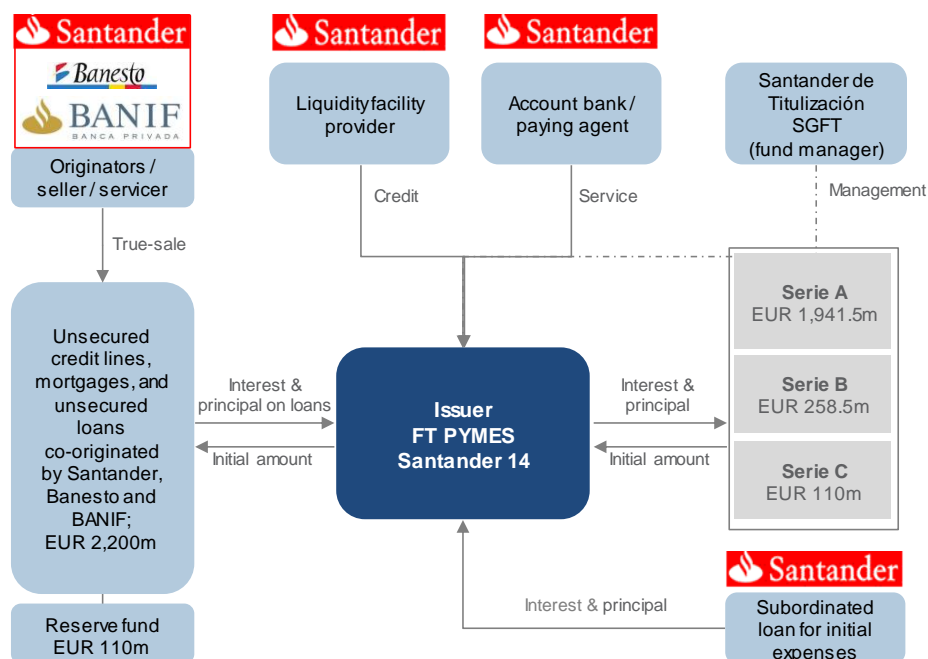 Santander
Banesto
BANIF
BANCA PRIVADA
Originators /
seller / servicer
Santander
Liquidity facility
provider
Santander
Account bank /
paying agent
Santander de
Titulización
SGFT
(fund manager)
Credit
Service
Management
True-sale
Unsecured
credit lines,
mortgages, and
unsecured
loans
co-originated
by Santander,
Banesto and
BANIF;
EUR 2,200m
Reserve fund
EUR 110m
Interest &
principal on loans
Initial amount
Issuer
FT PYMES
Santander 14
Interest &
principal
Initial amount
Serie A
EUR 1,941.5m
Serie B
EUR 258.5m
Serie C
EUR 110m
Interest & principal
Santander
Subordinated
loan for initial
expenses